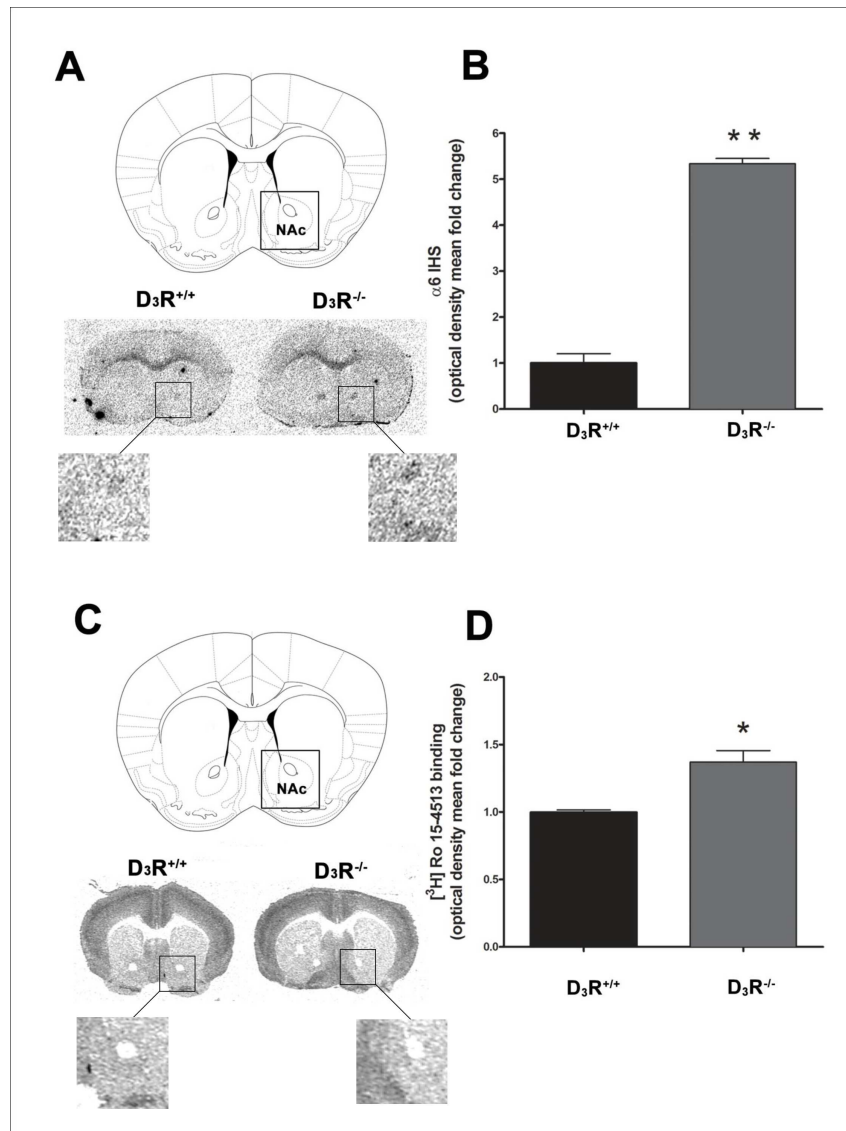 A
NAc
D₃R⁺/⁺ D₃R⁻/⁻
B
α6 IHS
(optical density mean fold change)
6
5
4
3
2
1
0
* *
D₃R⁺/⁺ D₃R⁻/⁻
C
NAc
D₃R⁺/⁺ D₃R⁻/⁻
D
[³H] Ro 15-4513 binding
(optical density mean fold change)
2.0
1.5
1.0
0.5
0.0
*
D₃R⁺/⁺ D₃R⁻/⁻